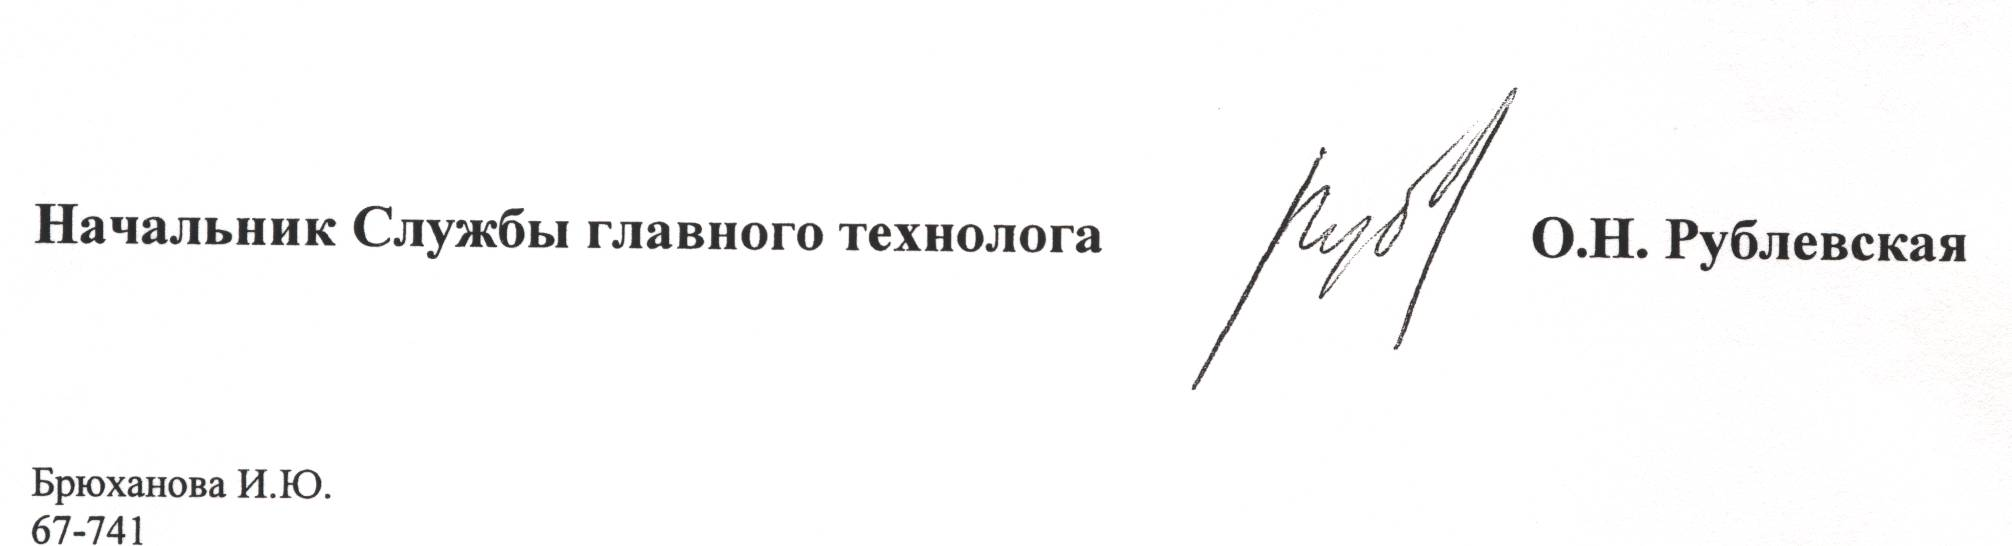 Начальник Службы главного технолога О.Н. Рублевская
Брюханова И.Ю.
67-741